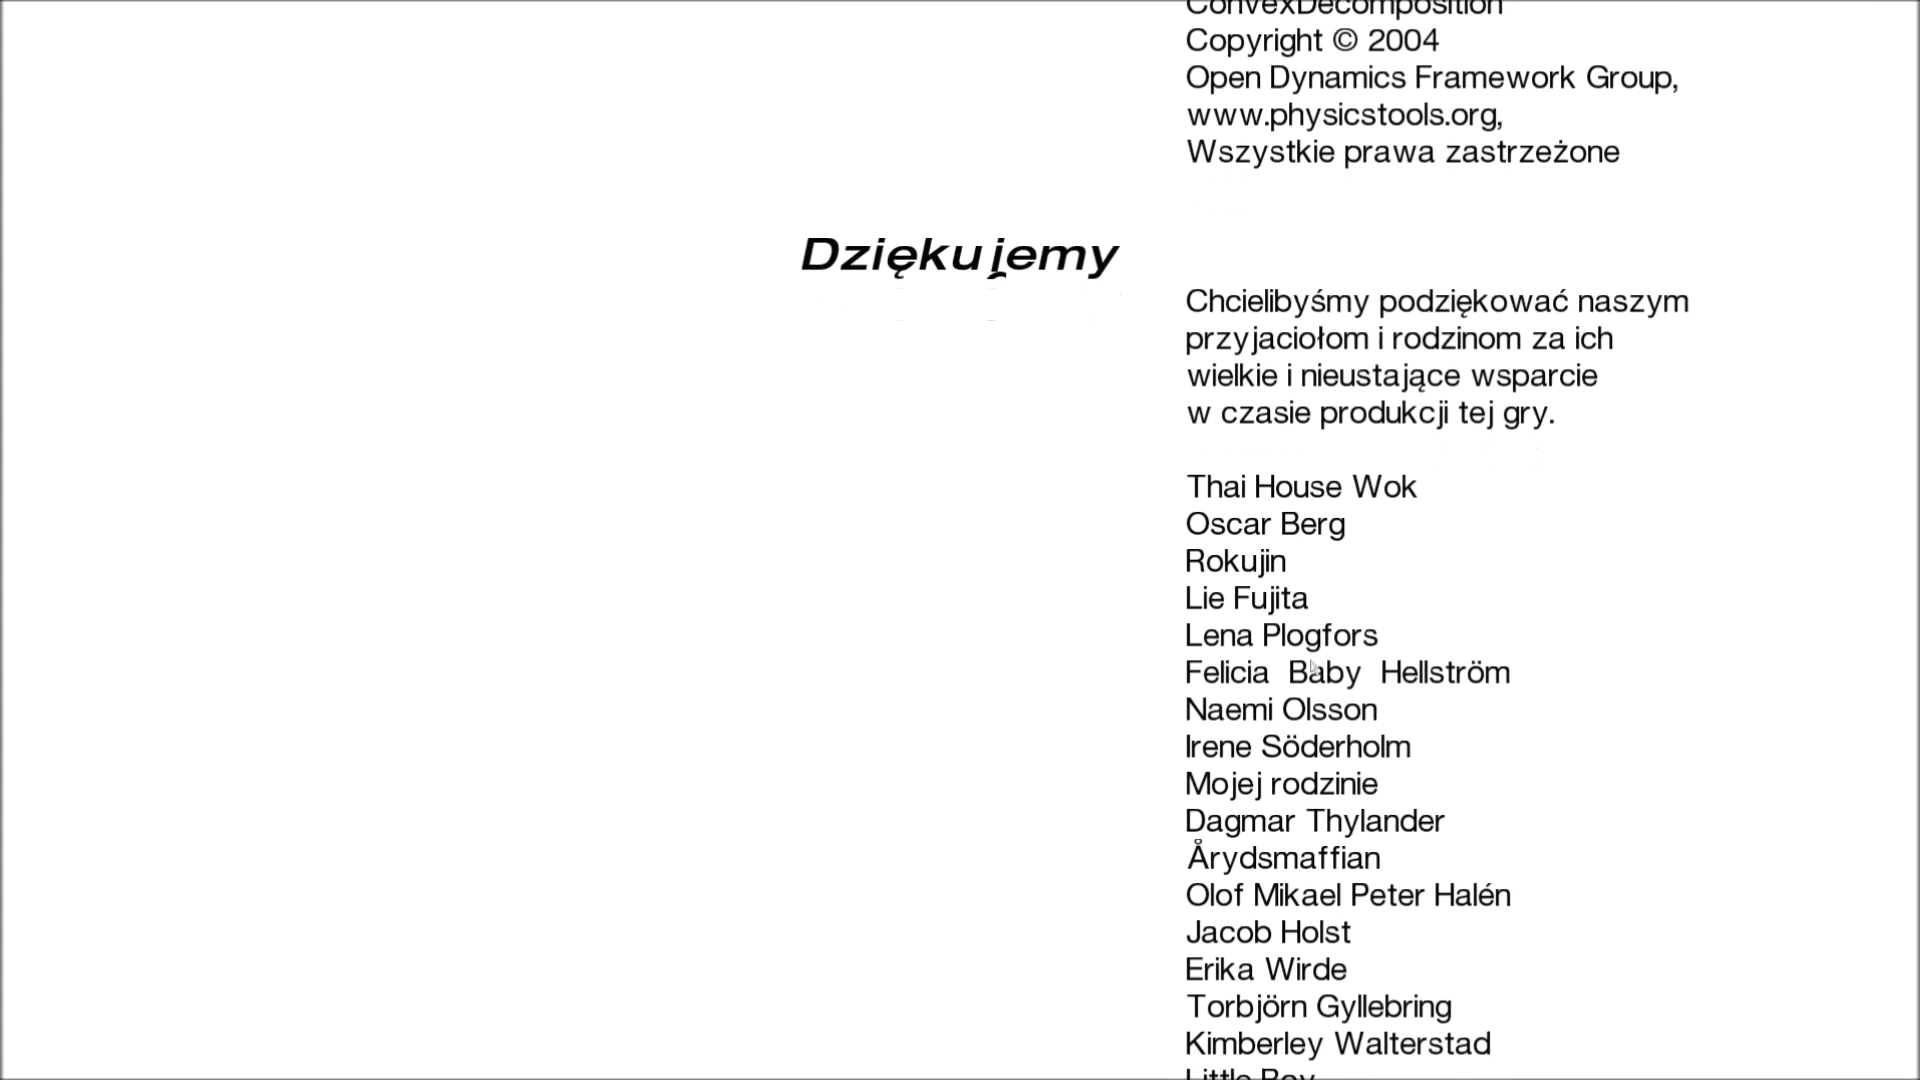 ConvexDecomposition
Copyright © 2004
Open Dynamics Framework Group,
www.physicstools.org,
Wszystkie prawa zastrzeżone
Dziękujemy
Chcielibyśmy podziękować naszym
przyjaciołom i rodzinom za ich
wielkie i nieustające wsparcie
w czasie produkcji tej gry.
Thai House Wok
Oscar Berg
Rokujin
Lie Fujita
Lena Plogfors
Felicia Baby Hellström
Naemi Olsson
Irene Söderholm
Mojej rodzinie
Dagmar Thylander
Årydsmaffian
Olof Mikael Peter Halén
Jacob Holst
Erika Wirde
Torbjörn Gyllebring
Kimberley Walterstad
Little Boy